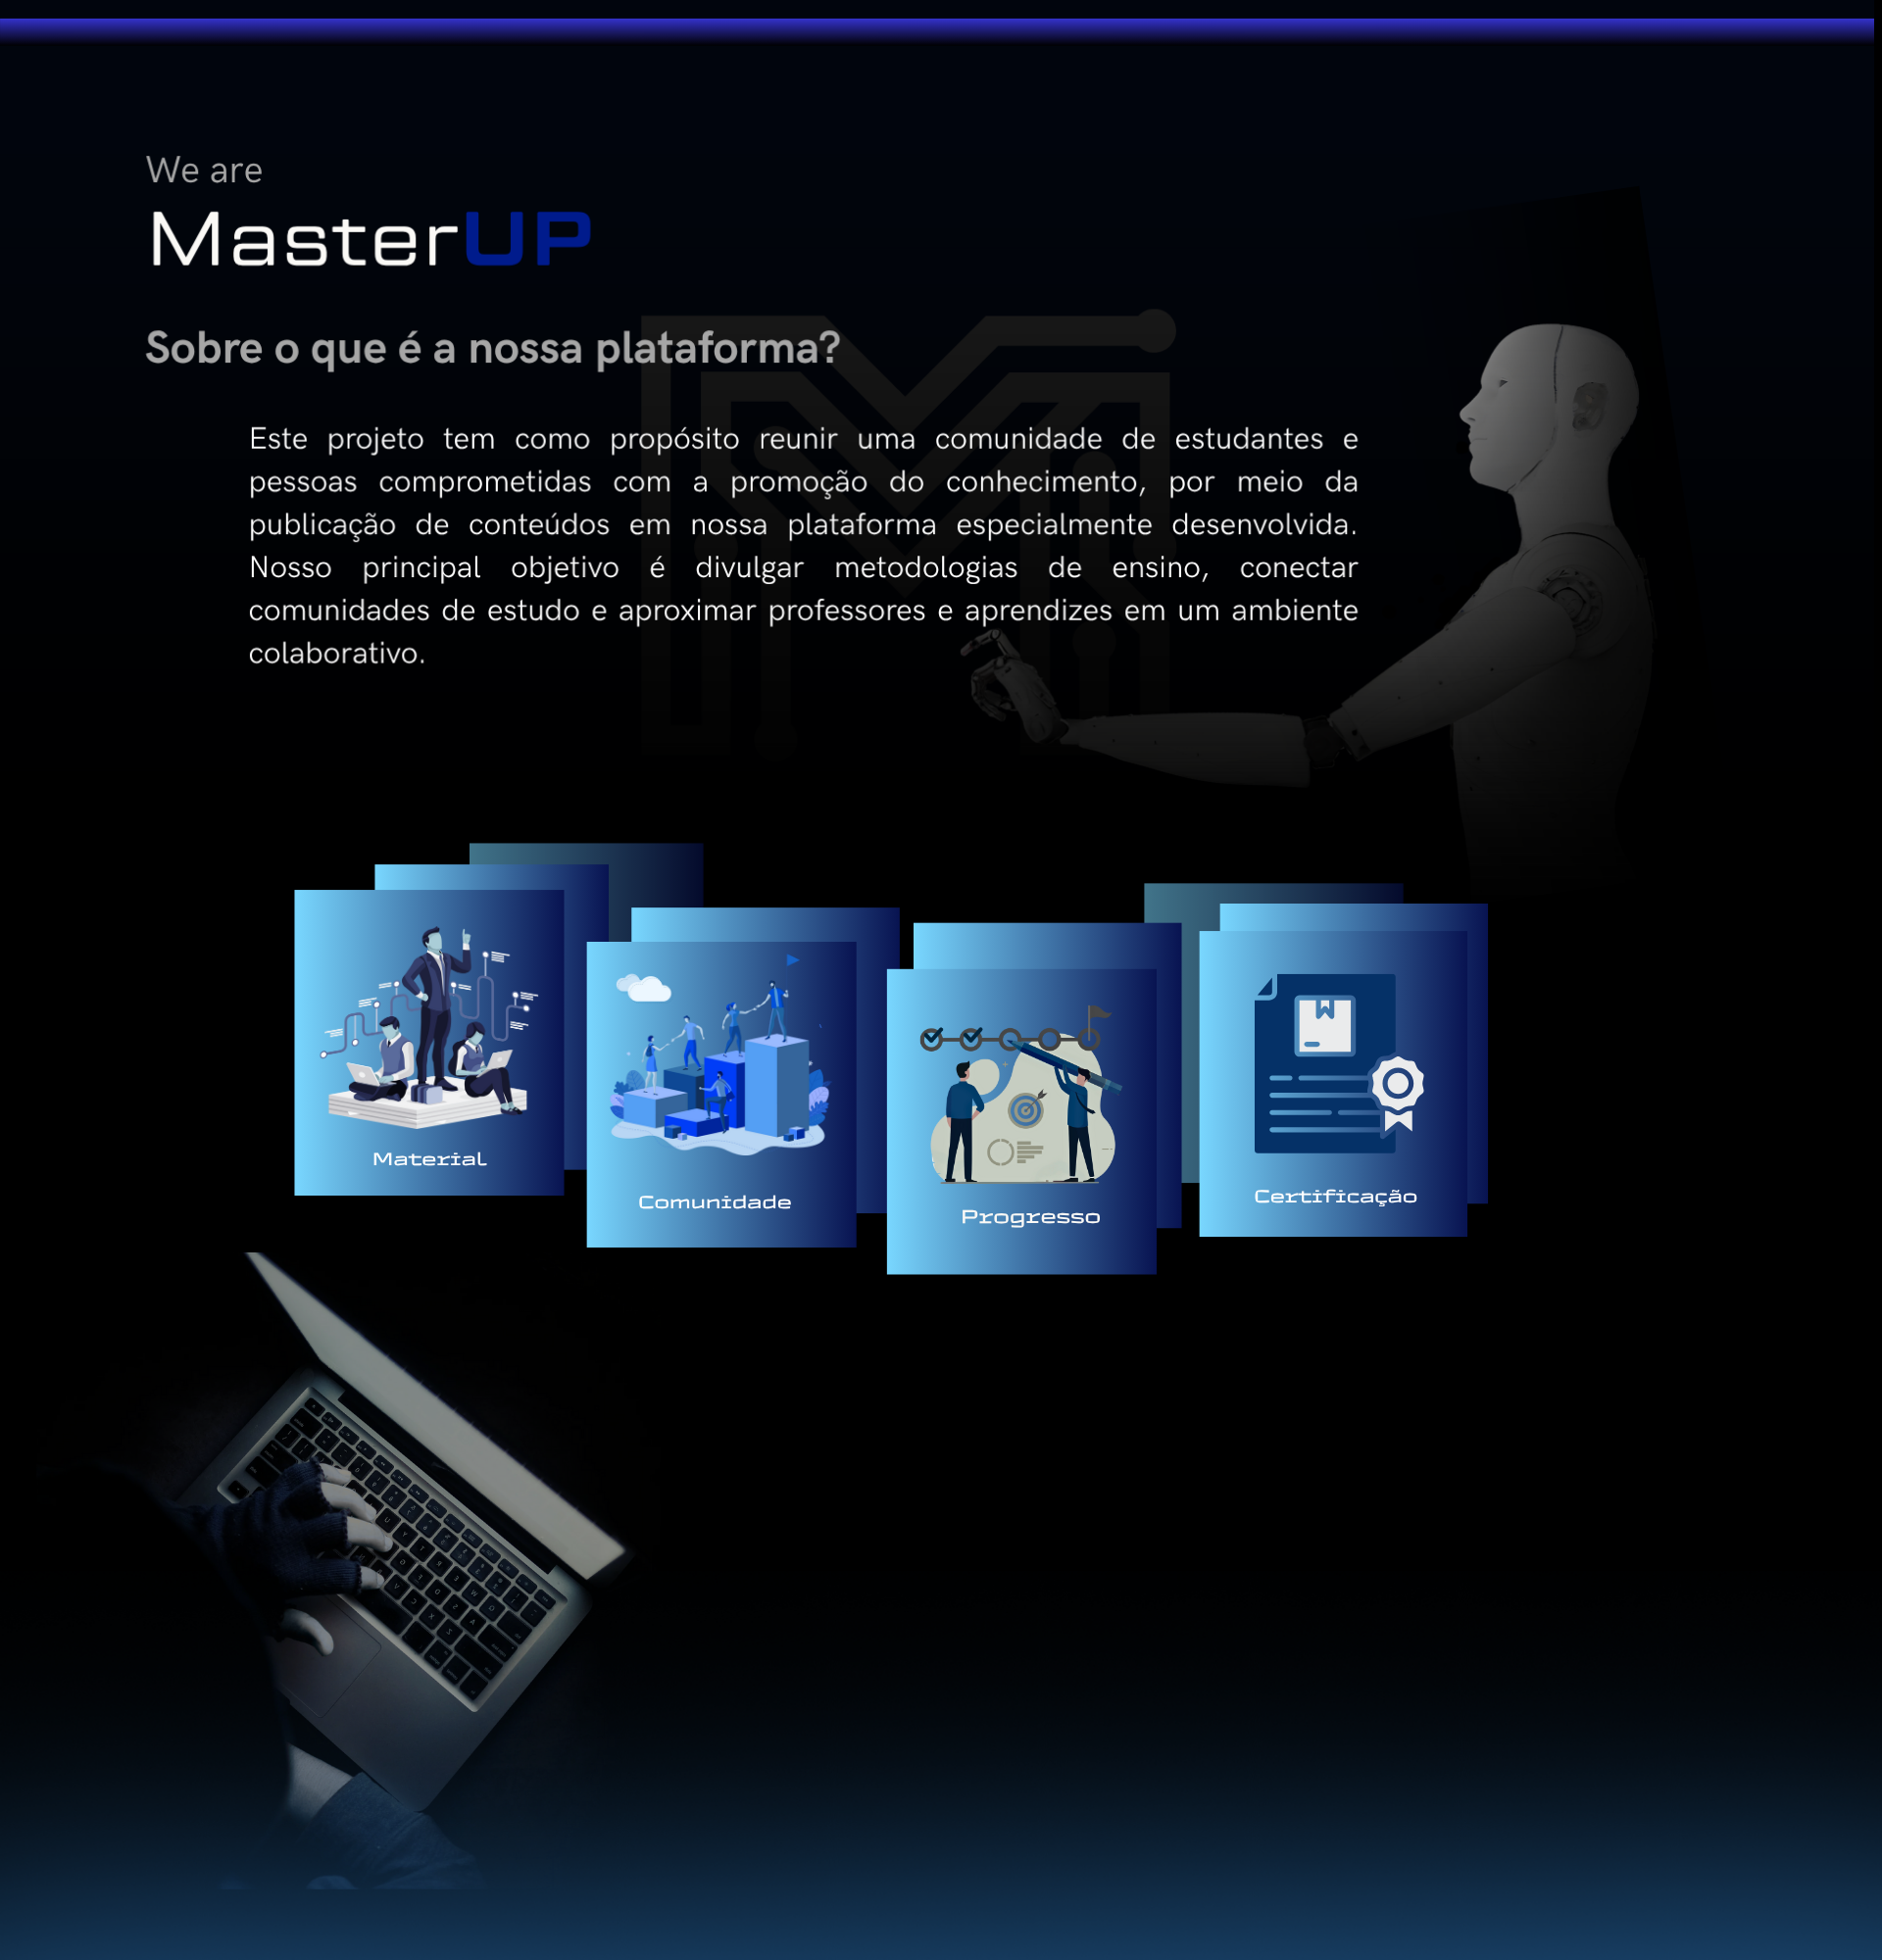 We are
MasterUP
Sobre o que é a nossa plataforma?
Este projeto tem como propósito reunir uma comunidade de estudantes e
pessoas comprometidas com a promoção do conhecimento, por meio da
publicação de conteúdos em nossa plataforma especialmente desenvolvida.
Nosso principal objetivo é divulgar metodologias de ensino, conectar
comunidades de estudo e aproximar professores e aprendizes em um ambiente
colaborativo.
Material
Comunidade
Progresso
Certificação